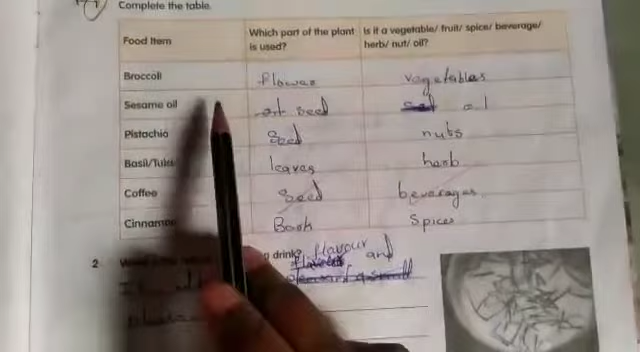 Complete the table.
Food Item Which part of the plant is used? Is it a vegetable/ fruit/ spice/ beverage/ herb/ nut/ oil?
Broccoli flower vegetables
Sesame oil seed
Pistachio Seed nuts
Basil/Tulsi leaves herb
Coffee Seed beverages
Cinnamon Bark Spices
2 drink? flavour and